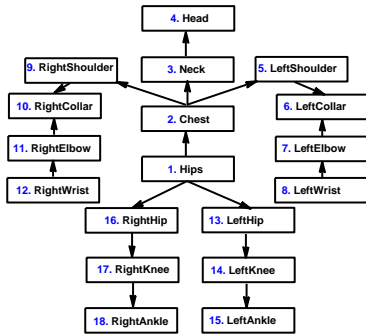 4. Head
9. RightShoulder
3. Neck
5. LeftShoulder
10. RightCollar
2. Chest
6. LeftCollar
11. RightElbow
7. LeftElbow
12. RightWrist
1. Hips
8. LeftWrist
16. RightHip
13. LeftHip
17. RightKnee
14. LeftKnee
18. RightAnkle
15. LeftAnkle